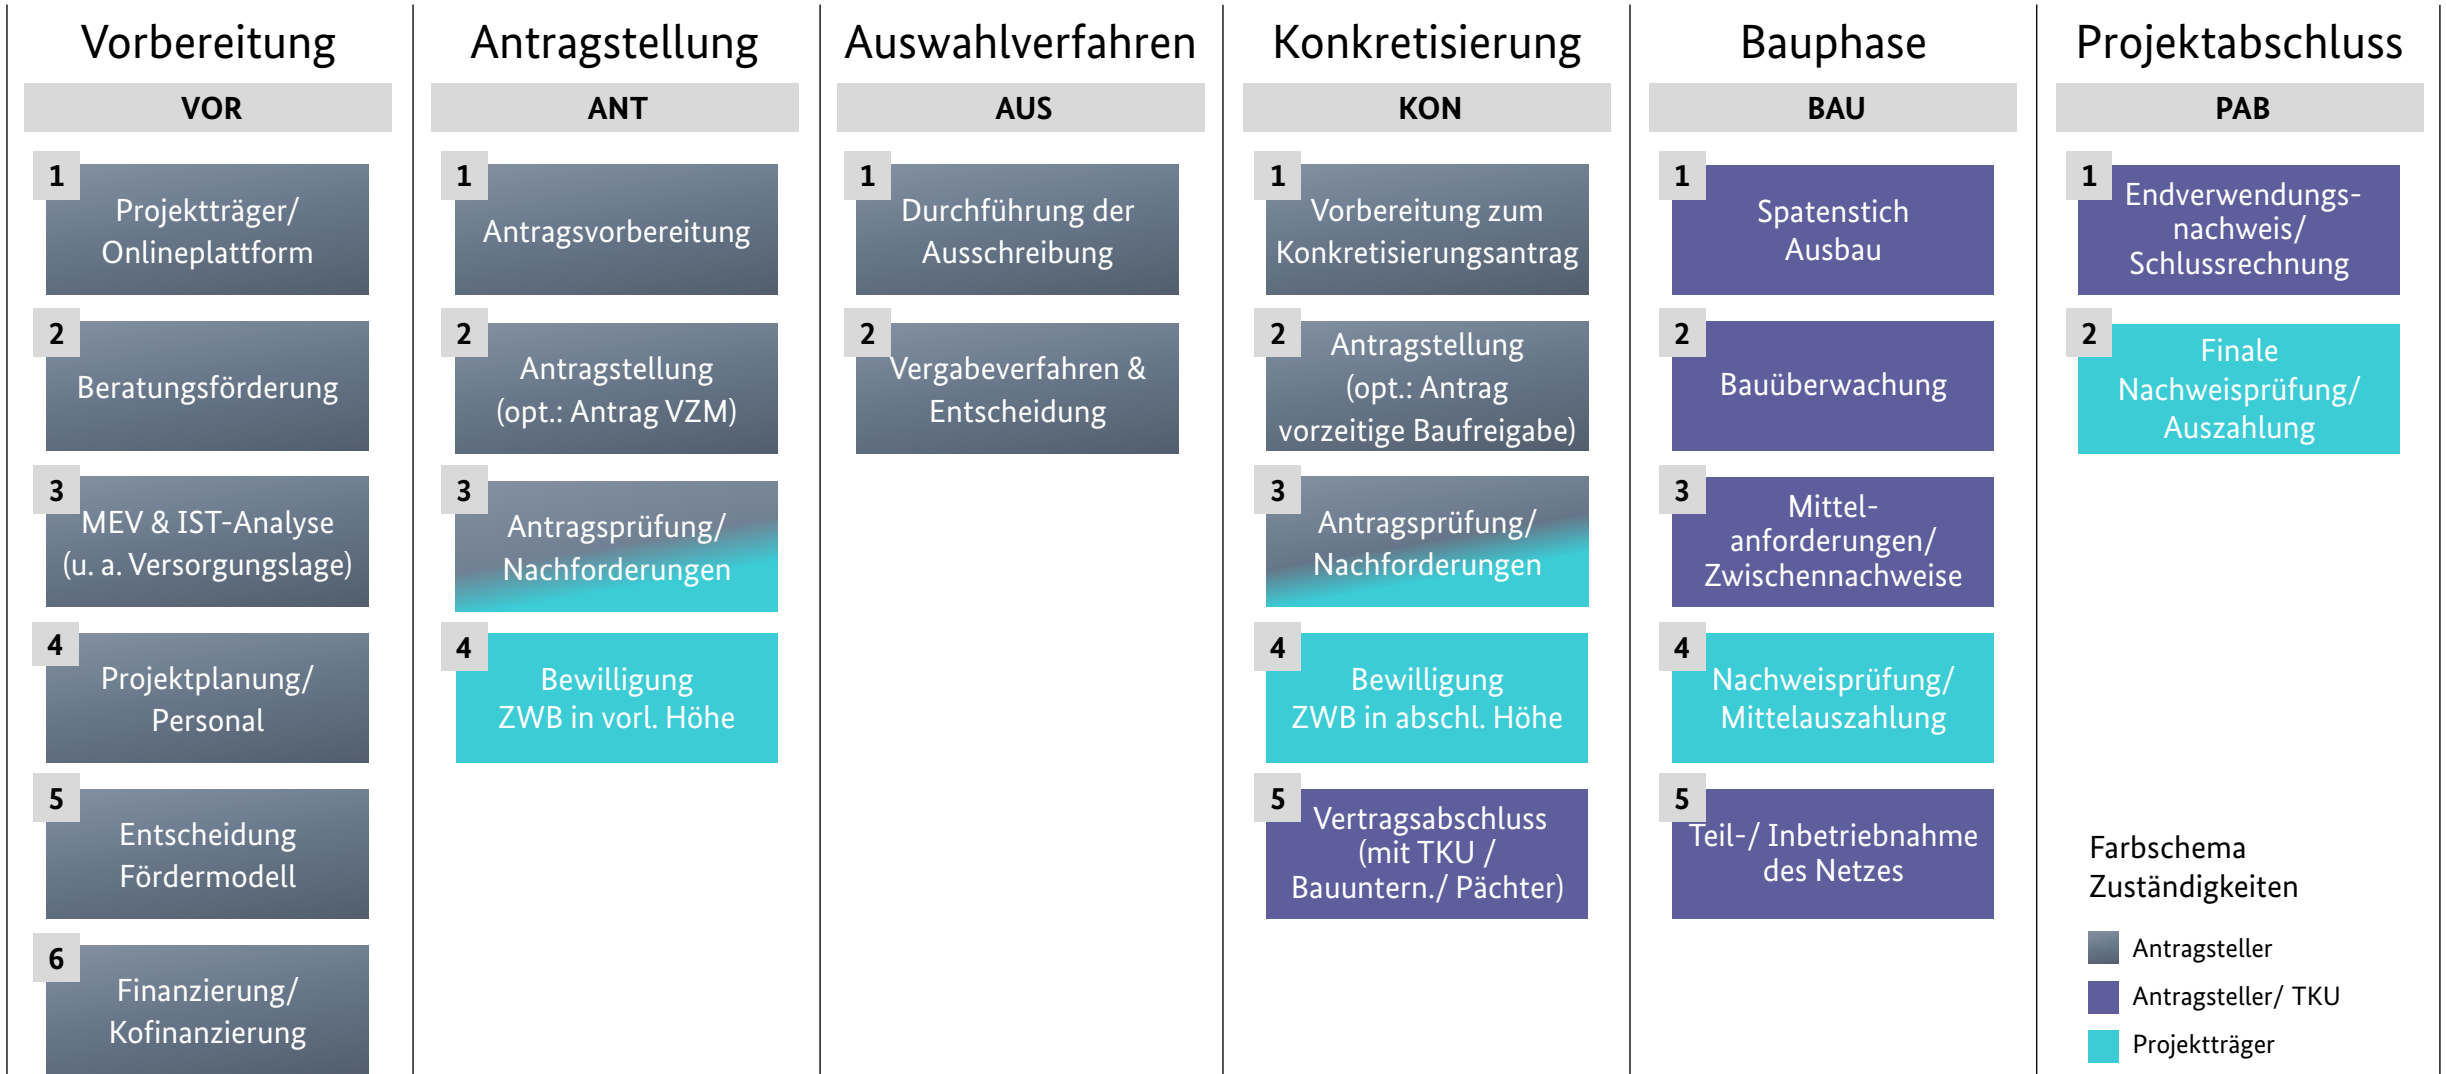 Vorbereitung
VOR
1
Projektträger/
Onlineplattform
2
Beratungsförderung
3
MEV & IST-Analyse
(u. a. Versorgungslage)
4
Projektplanung/
Personal
5
Entscheidung
Fördermodell
6
Finanzierung/
Kofinanzierung
Antragstellung
ANT
1
Antragsvorbereitung
2
Antragstellung
(opt.: Antrag VZM)
3
Antragsprüfung/
Nachforderungen
4
Bewilligung
ZWB in vorl. Höhe
Auswahlverfahren
AUS
1
Durchführung der
Ausschreibung
2
Vergabeverfahren &
Entscheidung
Konkretisierung
KON
1
Vorbereitung zum
Konkretisierungsantrag
2
Antragstellung
(opt.: Antrag
vorzeitige Baufreigabe)
3
Antragsprüfung/
Nachforderungen
4
Bewilligung
ZWB in abschl. Höhe
5
Vertragsabschluss
(mit TKU /
Bauuntern./ Pächter)
Bauphase
BAU
1
Spatenstich
Ausbau
2
Bauüberwachung
3
Mittel-
anforderungen/
Zwischennachweise
4
Nachweisprüfung/
Mittelauszahlung
5
Teil-/ Inbetriebnahme
des Netzes
Projektabschluss
PAB
1
Endverwendungs-
nachweis/
Schlussrechnung
2
Finale
Nachweisprüfung/
Auszahlung
Farbschema
Zuständigkeiten
Antragsteller
Antragsteller/ TKU
Projektträger